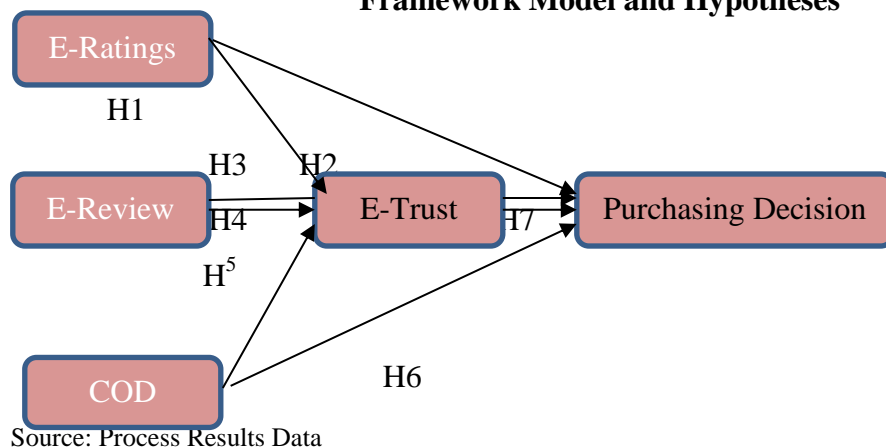 Framework Model and Hypotheses
E-Ratings
H1
H3 H2
E-Review E-Trust Purchasing Decision
H4 H7
H5
H6
COD
Source: Process Results Data